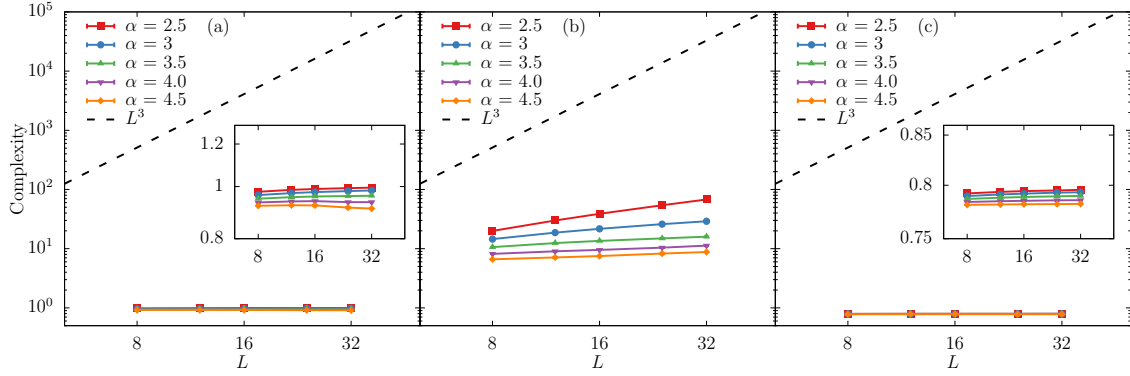 Complexity
10^5
10^4
10^3
10^2
10^1
10^0
(a)
α = 2.5
α = 3
α = 3.5
α = 4.0
α = 4.5
L^3
1.2
1
0.8
8 16 32
8 16 32
L
(b)
α = 2.5
α = 3
α = 3.5
α = 4.0
α = 4.5
L^3
8 16 32
L
(c)
α = 2.5
α = 3
α = 3.5
α = 4.0
α = 4.5
L^3
0.85
0.8
0.75
8 16 32
8 16 32
L